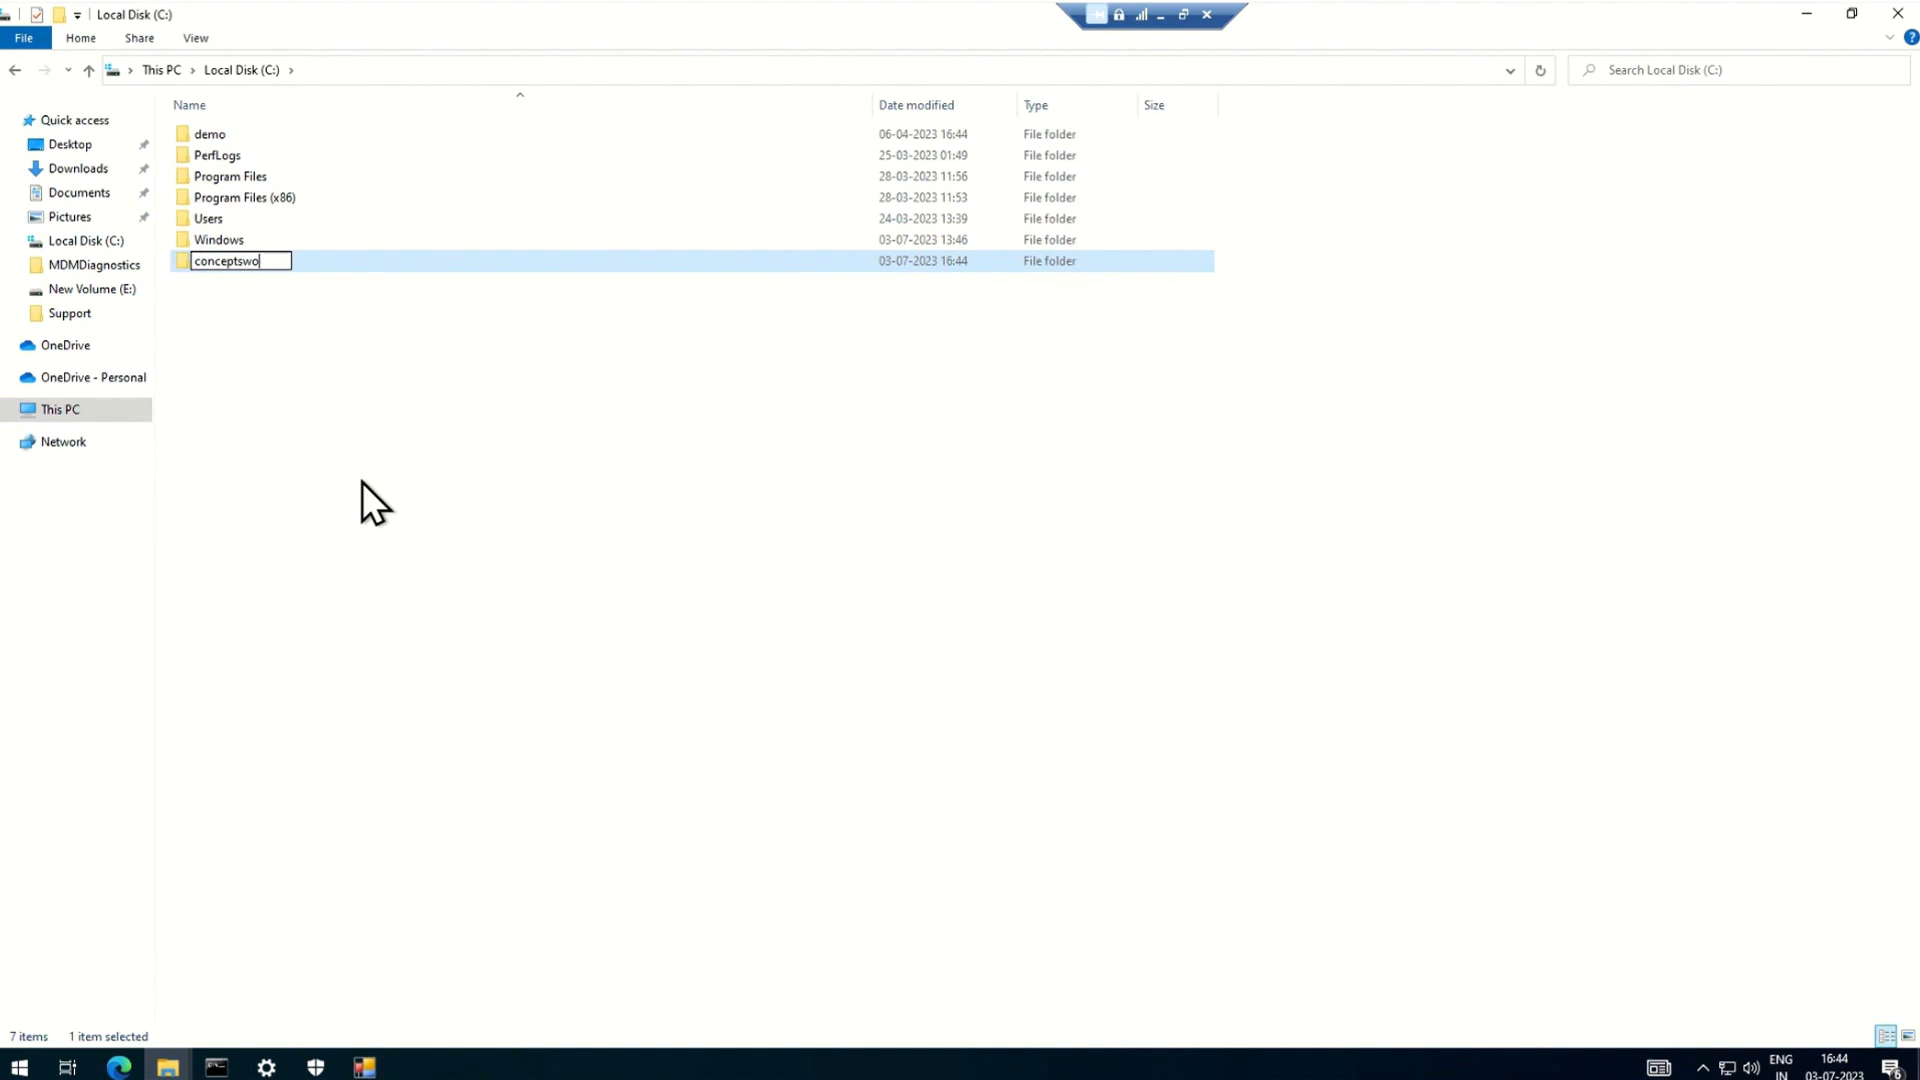 Local Disk (C:)
File Home Share View
This PC Local Disk (C:)
Search Local Disk (C:)
Name Date modified Type Size
demo 06-04-2023 16:44 File folder
PerfLogs 25-03-2023 01:49 File folder
Program Files 28-03-2023 11:56 File folder
Program Files (x86) 28-03-2023 11:53 File folder
Users 24-03-2023 13:39 File folder
Windows 03-07-2023 13:46 File folder
conceptswo 03-07-2023 16:44 File folder
Quick access
Desktop
Downloads
Documents
Pictures
Local Disk (C:)
MDMDiagnostics
New Volume (E:)
Support
OneDrive
OneDrive - Personal
This PC
Network
7 items 1 item selected
ENG
IN
16:44
03-07-2023
6